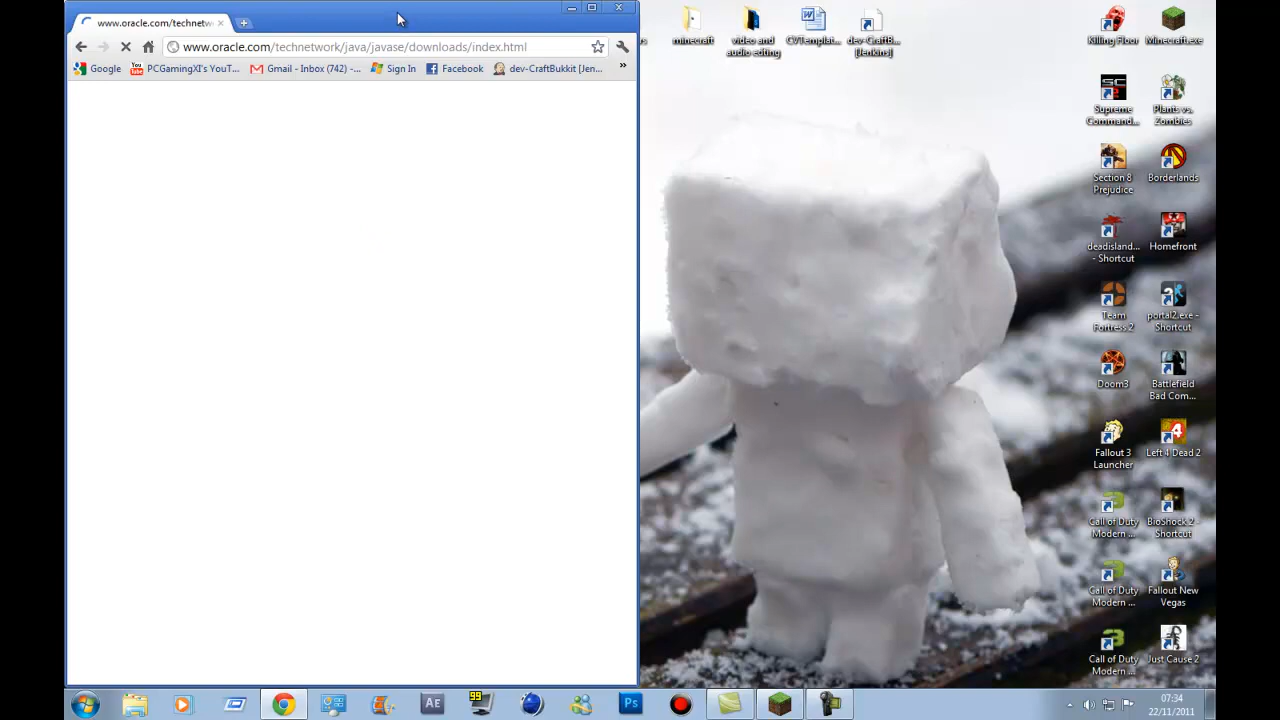 www.oracle.com/technetw
www.oracle.com/technetwork/java/javase/downloads/index.html
Google
PCGamingXI's YouT...
Gmail - Inbox (742) -...
Sign In
Facebook
dev-CraftBukkit [Jen...
»
minecraft
video and
audio editing
CVTemplat...
dev-CraftB...
[Jenkins]
Killing Floor
Minecraft.exe
Supreme
Command...
Plants vs.
Zombies
Section 8
Prejudice
Borderlands
deadisland...
- Shortcut
Homefront
Team
Fortress 2
portal2.exe -
Shortcut
Doom3
Battlefield
Bad Com...
Fallout 3
Launcher
Left 4 Dead 2
Call of Duty
Modern ...
BioShock 2 -
Shortcut
Call of Duty
Modern ...
Fallout New
Vegas
Call of Duty
Modern ...
Just Cause 2
AE
99
Ps
07:34
22/11/2011